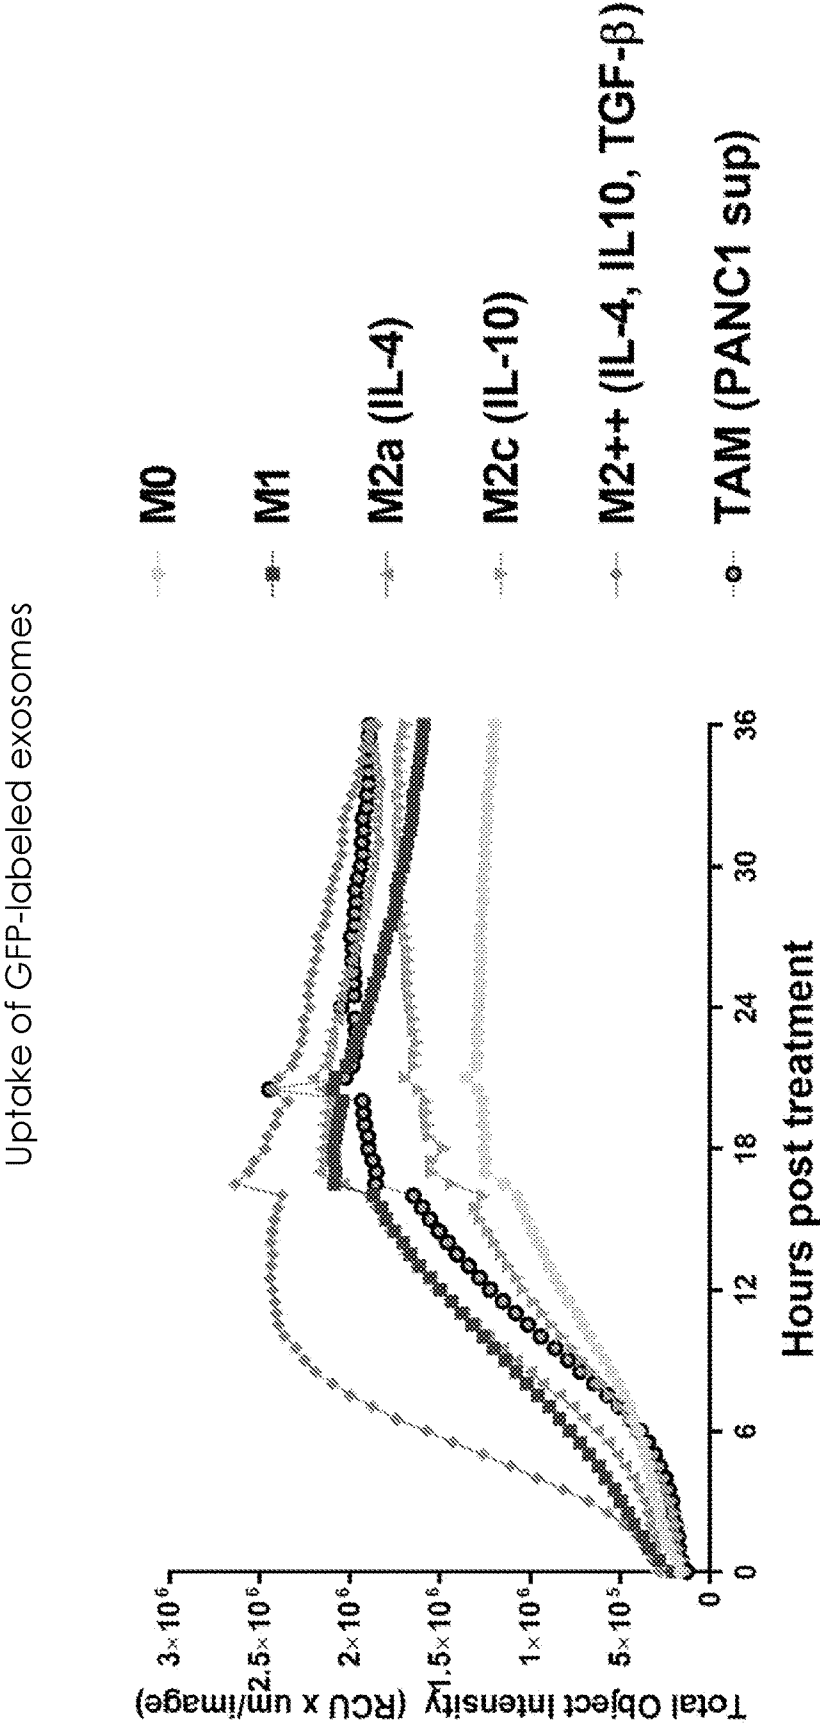 Uptake of GFP-labeled exosomes
Total Object Intensity (RCU x um/image)
3×10⁶
2.5×10⁶
2×10⁶
1.5×10⁶
1×10⁶
5×10⁵
0
0 6 12 18 24 30 36
Hours post treatment
M0
M1
M2a (IL-4)
M2c (IL-10)
M2++ (IL-4, IL10, TGF-β)
TAM (PANC1 sup)